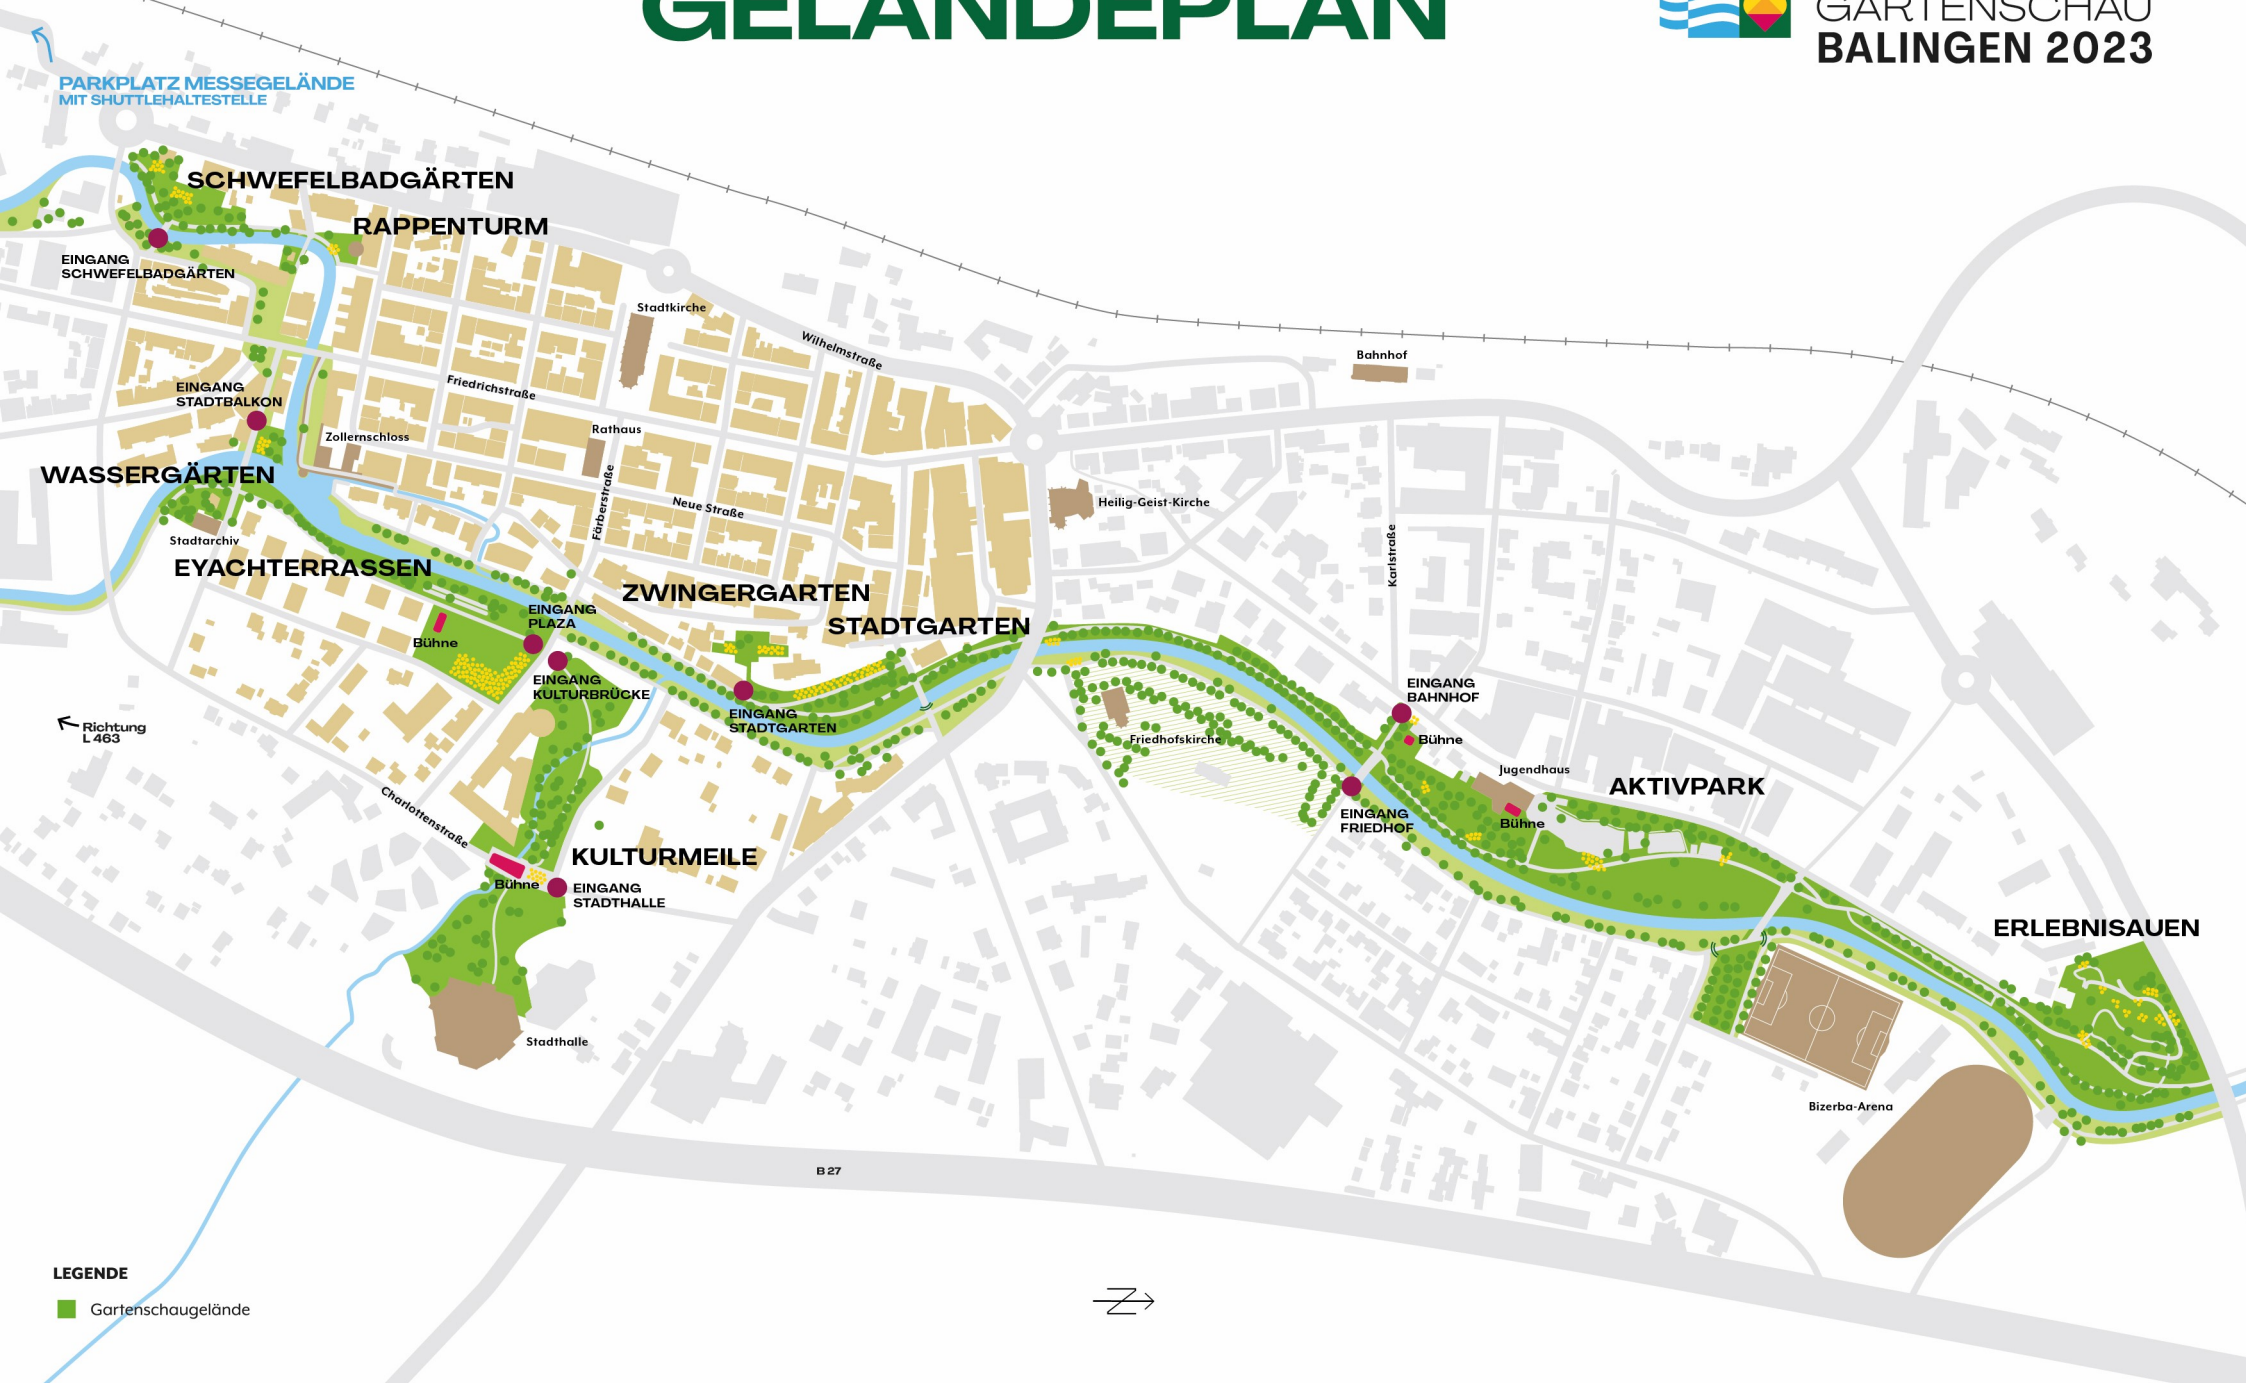 GELÄNDEPLAN
GARTENSCHAU
BALINGEN 2023
PARKPLATZ MESSEGELÄNDE
MIT SHUTTLEHALTESTELLE
SCHWEFELBADGÄRTEN
RAPPENTURM
EINGANG
SCHWEFELBADGÄRTEN
Stadtkirche
Wilhelmstraße
Bahnhof
Friedrichstraße
EINGANG
STADTBALKON
Zollernschloss
Rathaus
Färberstraße
Neue Straße
Heilig-Geist-Kirche
Karlstraße
WASSERGÄRTEN
Stadtarchiv
EYACHTERRASSEN
ZWINGERGARTEN
STADTGARTEN
EINGANG
PLAZA
Bühne
EINGANG
KULTURBRÜCKE
EINGANG
STADTGARTEN
Friedhofskirche
EINGANG
BAHNHOF
Bühne
Jugendhaus
Bühne
AKTIVPARK
EINGANG
FRIEDHOF
Richtung
L 463
Charlottenstraße
KULTURMEILE
Bühne
EINGANG
STADTHALLE
ERLEBNISAUEN
Stadthalle
Bizerba-Arena
B 27
LEGENDE
Gartenschaugelände
N